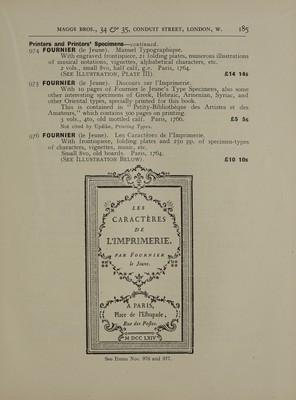 MAGGS BROS., 34 & 35, CONDUIT STREET, LONDON, W. 185
Printers and Printers' Specimens—continued.
974 FOURNIER (le Jeune). Manuel Typographique.
With engraved frontispiece, 21 folding plates, numerous illustrations
of musical notations, vignettes, alphabetical characters, etc.
2 vols., small 8vo, half calf, g.e. Paris, 1764.
(SEE ILLUSTRATION, PLATE III) £14 14s
975 FOURNIER (le Jeune). Discours sur l'Imprimerie.
With 10 pages of Fournier le Jeune's Type Specimens, also some
other interesting specimens of Greek, Hebraic, Armenian, Syriac, and
other Oriental types, specially printed for this book.
This is contained in " Petity-Bibliothèque des Artistes et des
Amateurs," which contains 300 pages on printing.
3 vols., 4to, old mottled calf. Paris, 1766. £5 5s
Not cited by Updike, Printing Types.
976 FOURNIER (le Jeune). Les Caractères de l'Imprimerie.
With frontispiece, folding plates and 250 pp. of specimen-types
of characters, vignettes, music, etc.
Small 8vo, old boards. Paris, 1764.
(SEE ILLUSTRATION BELOW). £10 10s
LES
CARACTÈRES
DE
L'IMPRIMERIE.
PAR FOURNIER
le Jeune.
A PARIS,
Place de l'Estrapade,
Rue des Postes.
M DCC LXIV
See Items Nos. 976 and 977.